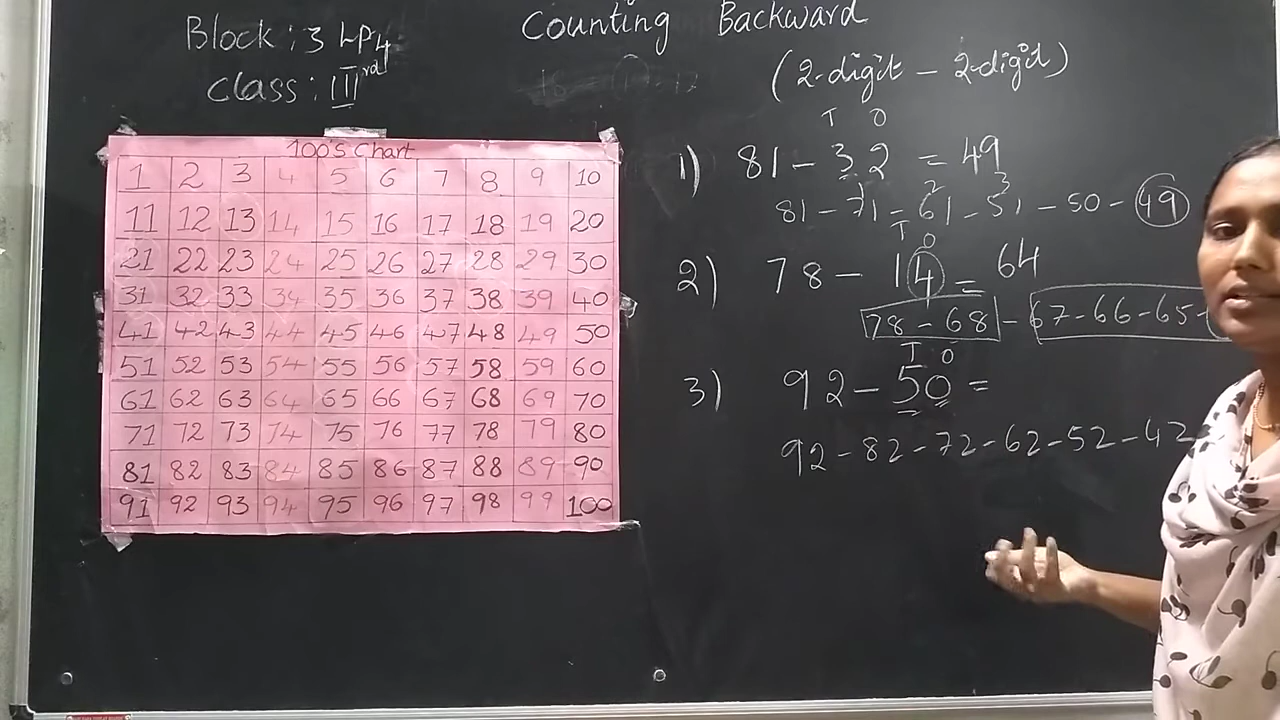 Block : 3 LP4
Class : IIIrd
Counting Backward
(2-digit - 2-digit)
100's Chart
1 2 3 4 5 6 7 8 9 10
11 12 13 14 15 16 17 18 19 20
21 22 23 24 25 26 27 28 29 30
31 32 33 34 35 36 37 38 39 40
41 42 43 44 45 46 47 48 49 50
51 52 53 54 55 56 57 58 59 60
61 62 63 64 65 66 67 68 69 70
71 72 73 74 75 76 77 78 79 80
81 82 83 84 85 86 87 88 89 90
91 92 93 94 95 96 97 98 99 100
T O
1) 81 - 32 = 49
1 2 3
81 - 71 - 61 - 51 - 50 - 49
T O
2) 78 - 14 = 64
78 - 68 - 67 - 66 - 65 -
T O
3) 92 - 50 =
92 - 82 - 72 - 62 - 52 - 42